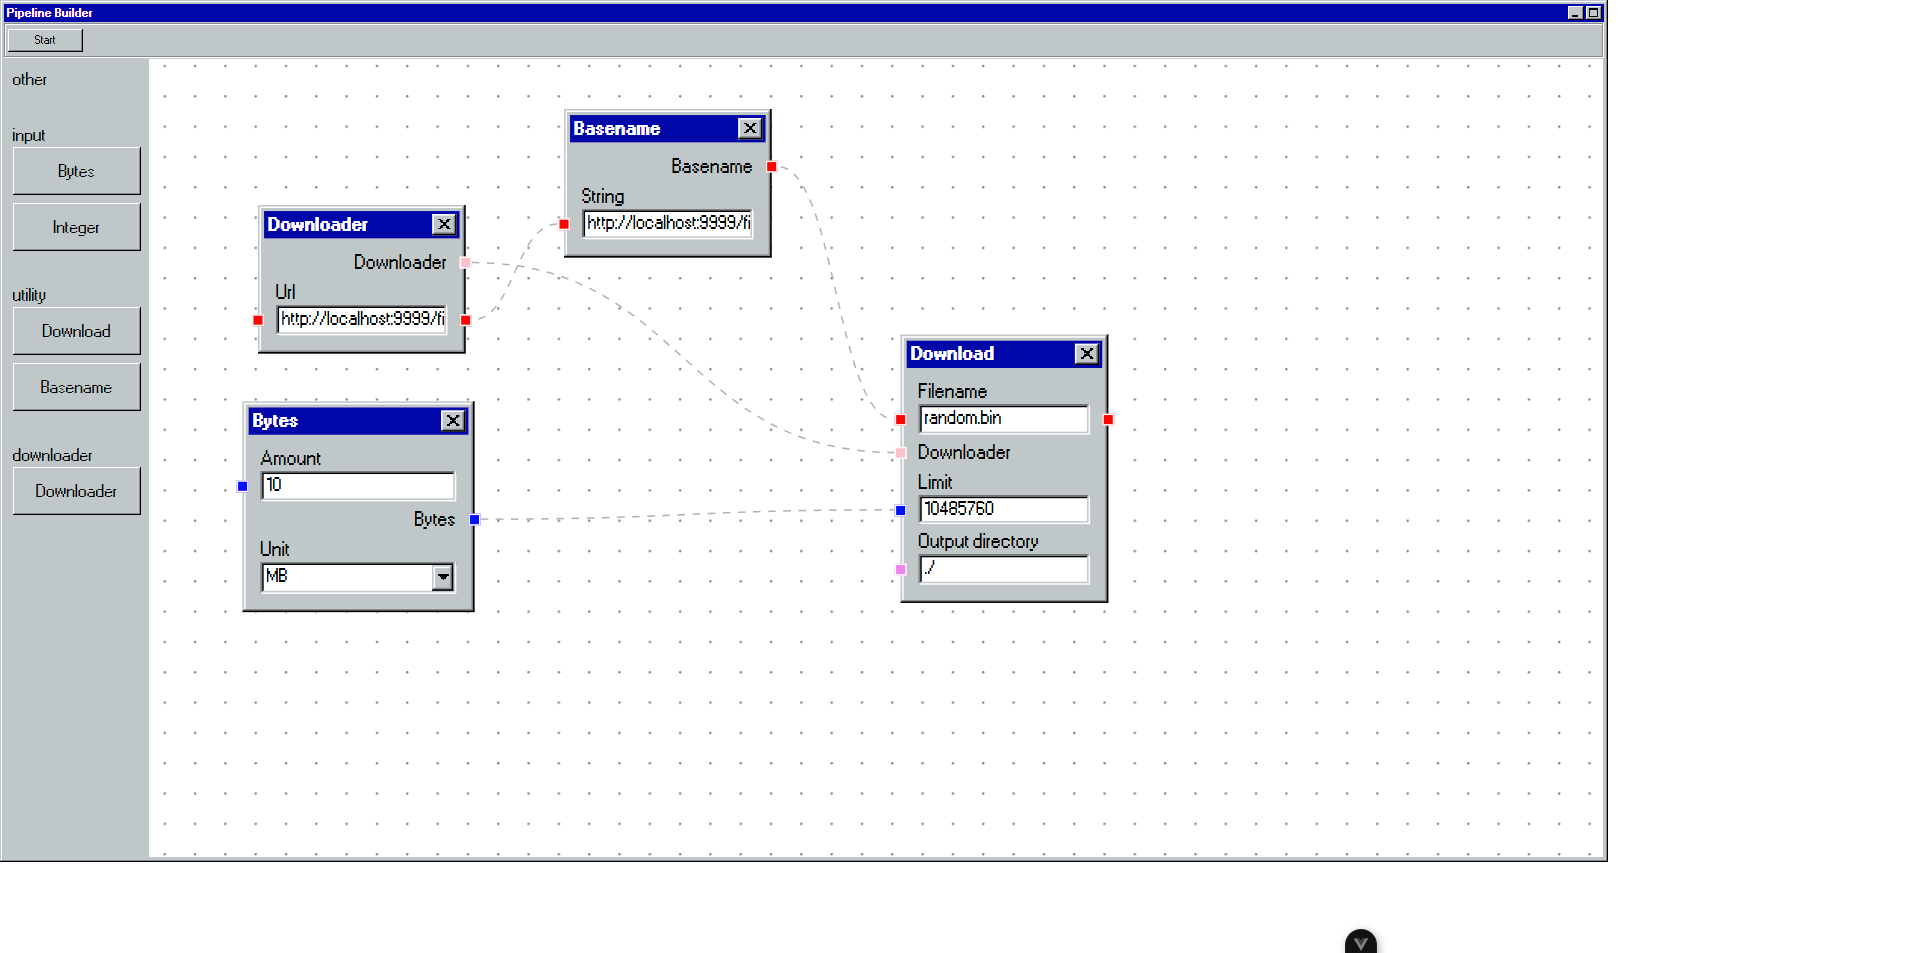 Pipeline Builder
Start
other
input
Bytes
Integer
utility
Download
Basename
downloader
Downloader
Basename
Basename
String
http://localhost:9999/fi
Downloader
Downloader
Url
http://localhost:9999/fi
Bytes
Amount
10
Bytes
Unit
MB
Download
Filename
random.bin
Downloader
Limit
10485760
Output directory
./